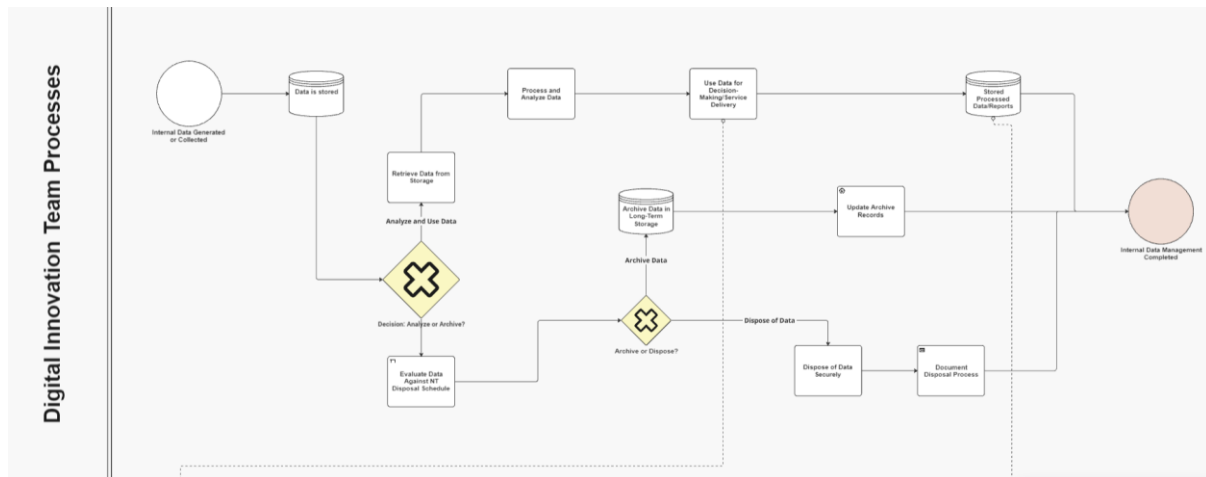 Digital Innovation Team Processes
Internal Data Generated
or Collected
Data is stored
Process and
Analyze Data
Use Data for
Decision-
Making/Service
Delivery
Stored
Processed
Data/Reports
Retrieve Data from
Storage
Analyze and Use Data
Decision: Analyze or Archive?
Evaluate Data
Against NT
Disposal Schedule
Archive Data in
Long-Term
Storage
Archive Data
Archive or Dispose?
Update Archive
Records
Dispose of Data
Dispose of Data
Securely
Document
Disposal Process
Internal Data Management
Completed